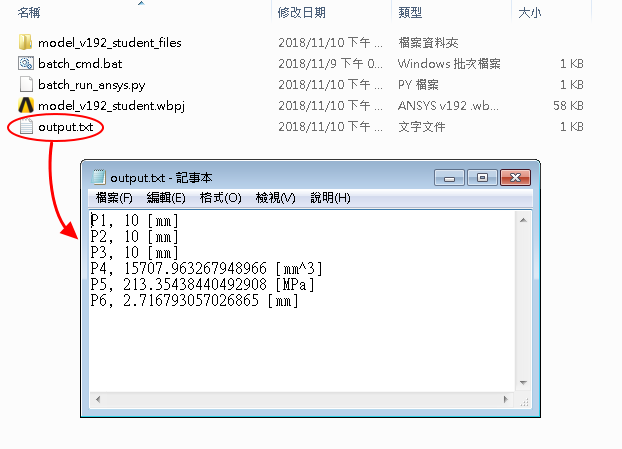 名稱 修改日期 類型 大小
model_v192_student_files 2018/11/10 下午 ... 檔案資料夾
batch_cmd.bat 2018/11/9 下午 0... Windows 批次檔案 1 KB
batch_run_ansys.py 2018/11/10 下午 ... PY 檔案 1 KB
model_v192_student.wbpj 2018/11/10 下午 ... ANSYS v192 .wb... 58 KB
output.txt 2018/11/10 下午 ... 文字文件 1 KB
output.txt - 記事本
檔案(F) 編輯(E) 格式(O) 檢視(V) 說明(H)
P1, 10 [mm]
P2, 10 [mm]
P3, 10 [mm]
P4, 15707.963267948966 [mm^3]
P5, 213.35438440492908 [MPa]
P6, 2.716793057026865 [mm]